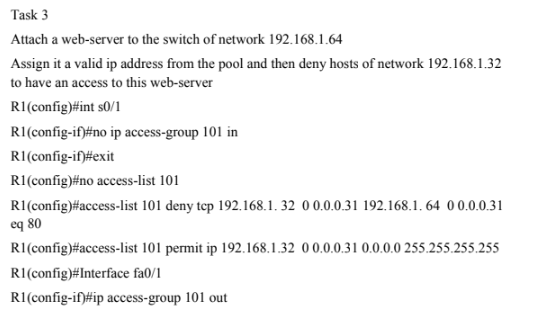 Task 3
Attach a web-server to the switch of network 192.168.1.64
Assign it a valid ip address from the pool and then deny hosts of network 192.168.1.32
to have an access to this web-server
R1(config)#int s0/1
R1(config-if)#no ip access-group 101 in
R1(config-if)#exit
R1(config)#no access-list 101
R1(config)#access-list 101 deny tcp 192.168.1. 32  0 0.0.0.31 192.168.1. 64  0 0.0.0.31
eq 80
R1(config)#access-list 101 permit ip 192.168.1.32  0 0.0.0.31 0.0.0.0 255.255.255.255
R1(config)#Interface fa0/1
R1(config-if)#ip access-group 101 out